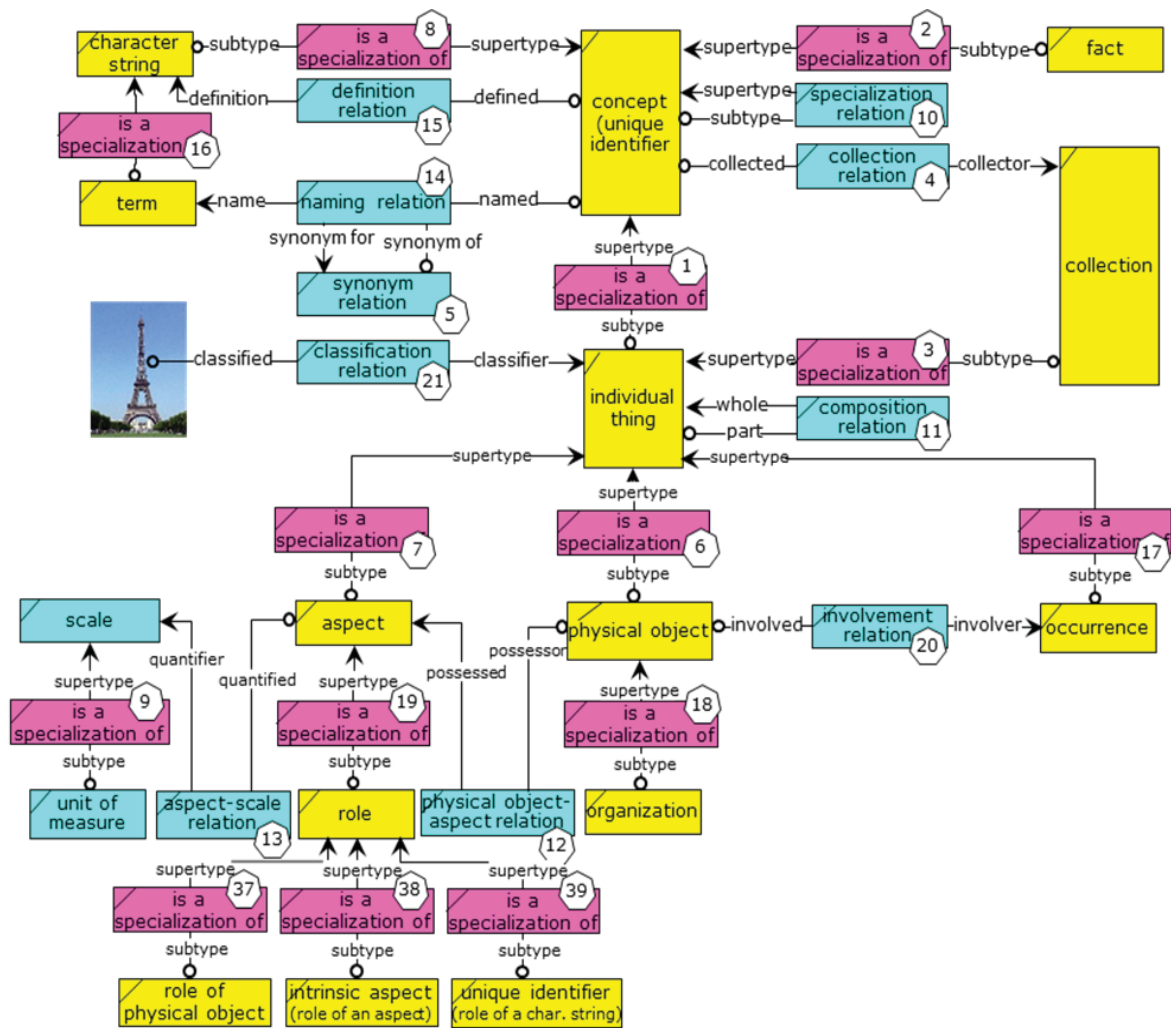 character
string
subtype
is a
specialization of
8
supertype
concept
(unique
identifier
supertype
is a
specialization of
2
subtype
fact
definition
definition
relation
15
defined
supertype
specialization
relation
10
subtype
is a
specialization
16
collected
collection
relation
4
collector
collection
term
name
naming relation
14
named
synonym for
synonym of
supertype
synonym
relation
5
is a
specialization of
1
subtype
classified
classification
relation
21
classifier
individual
thing
supertype
is a
specialization of
3
subtype
whole
composition
relation
11
part
supertype
supertype
supertype
is a
specialization of
7
subtype
is a
specialization
6
subtype
is a
specialization of
17
subtype
scale
aspect
physical object
involved
involvement
relation
20
involver
occurrence
quantifier
quantified
possessed
possessor
supertype
is a
specialization of
9
subtype
supertype
is a
specialization of
19
subtype
supertype
is a
specialization of
18
subtype
unit of
measure
aspect-scale
relation
13
role
physical object-
aspect relation
12
organization
supertype
is a
specialization of
37
subtype
supertype
is a
specialization of
38
subtype
supertype
is a
specialization of
39
subtype
role of
physical object
intrinsic aspect
(role of an aspect)
unique identifier
(role of a char. string)